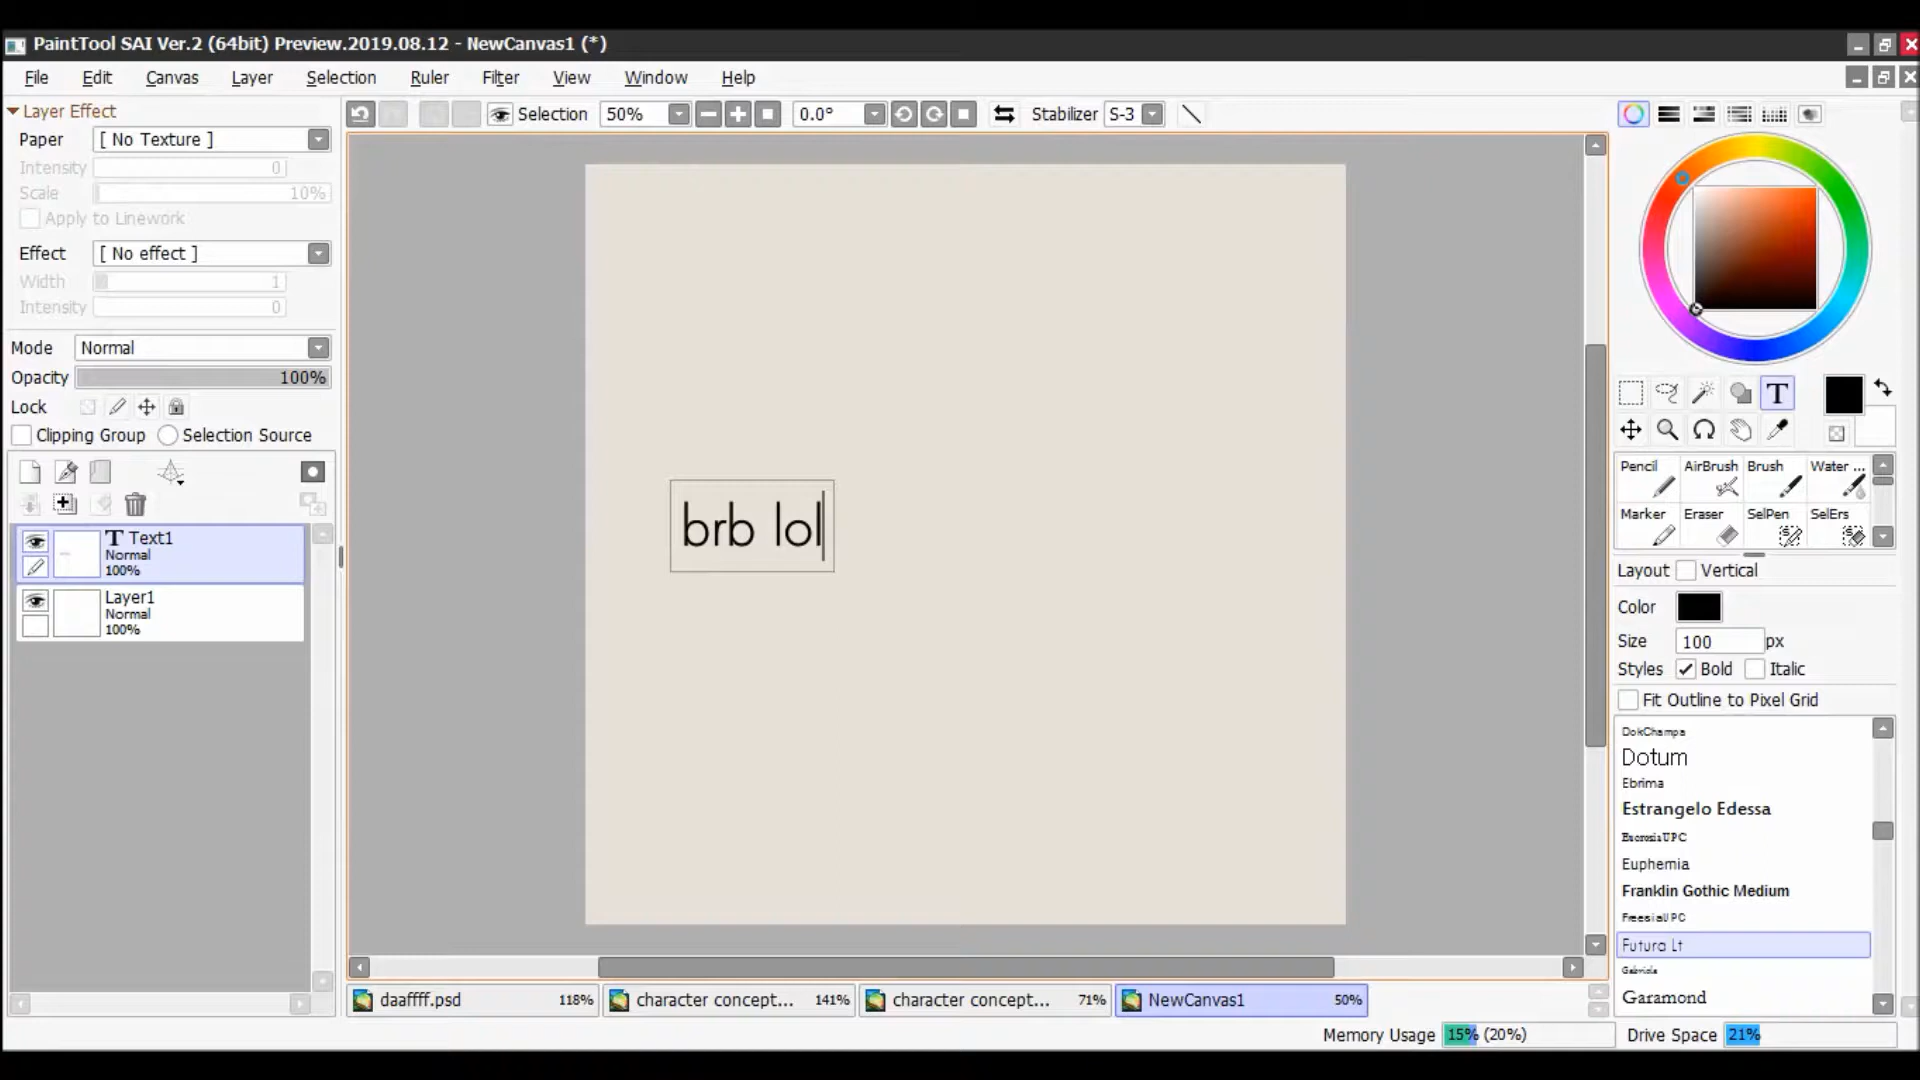 PaintTool SAI Ver.2 (64bit) Preview.2019.08.12 - NewCanvas1 (*)
File Edit Canvas Layer Selection Ruler Filter View Window Help
Layer Effect
Paper [ No Texture ]
Intensity 0
Scale 10%
Apply to Linework
Effect [ No effect ]
Width 1
Intensity 0
Mode Normal
Opacity 100%
Lock
Clipping Group Selection Source
T Text1
Normal
100%
Layer1
Normal
100%
Selection 50% 0.0° Stabilizer S-3
brb lol
daaffff.psd 118% character concept... 141% character concept... 71% NewCanvas1 50%
T
Pencil AirBrush Brush Water ...
Marker Eraser SelPen SelErs
Layout Vertical
Color
Size 100 px
Styles Bold Italic
Fit Outline to Pixel Grid
DokChampa
Dotum
Ebrima
Estrangelo Edessa
EucrosiaUPC
Euphemia
Franklin Gothic Medium
FreesiaUPC
Futura Lt
Gabriola
Garamond
Memory Usage 15% (20%) Drive Space 21%